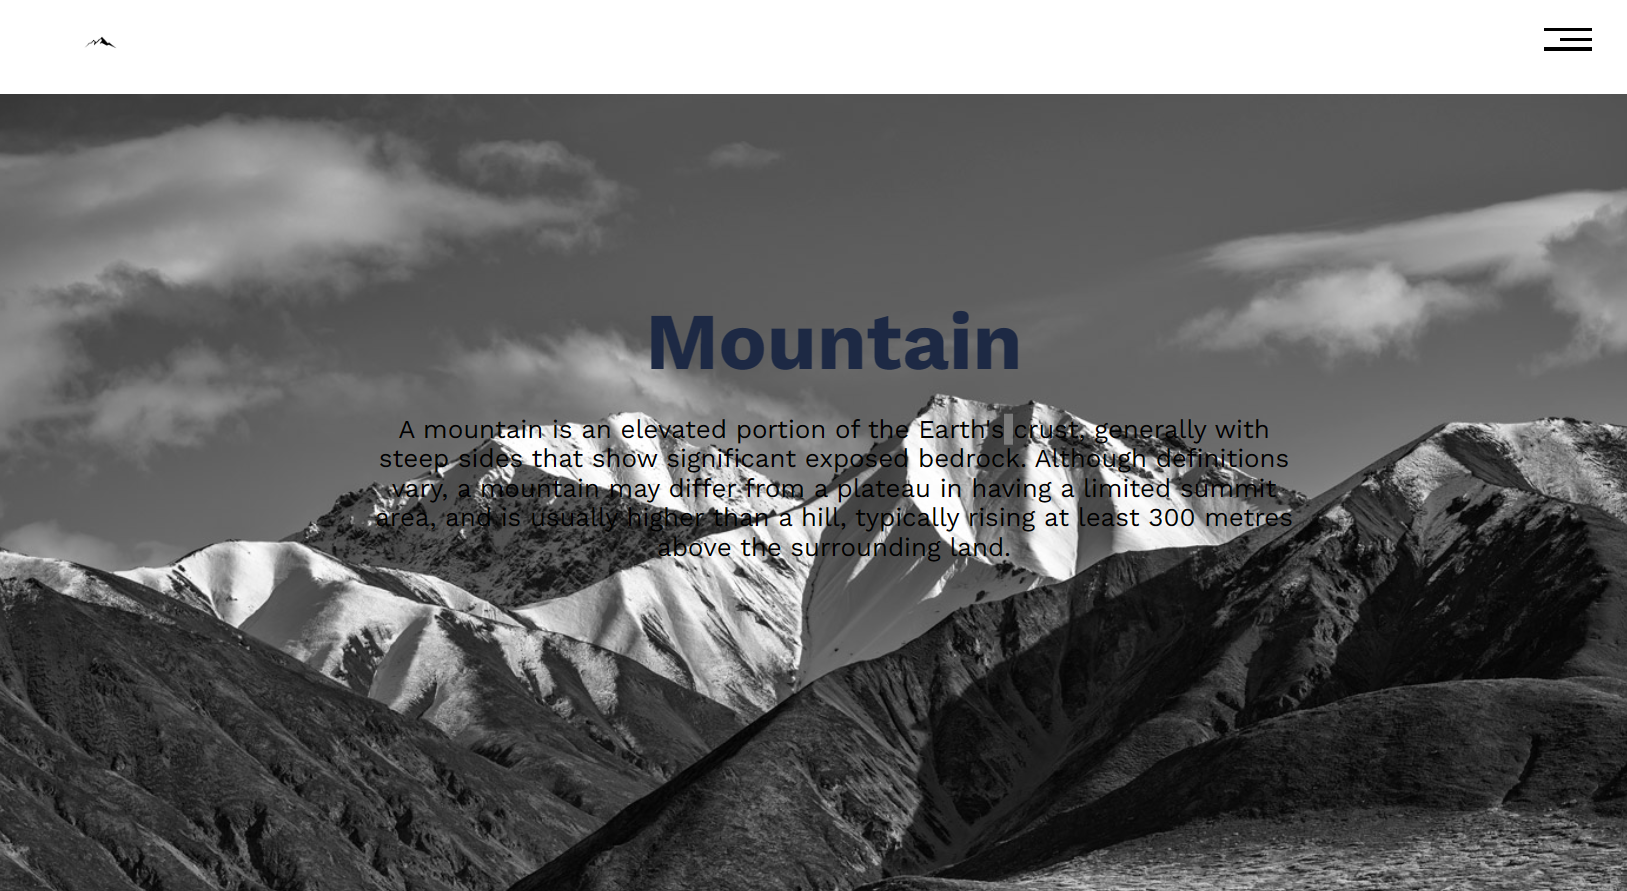 Mountain
A mountain is an elevated portion of the Earth's crust, generally with
steep sides that show significant exposed bedrock. Although definitions
vary, a mountain may differ from a plateau in having a limited summit
area, and is usually higher than a hill, typically rising at least 300 metres
above the surrounding land.